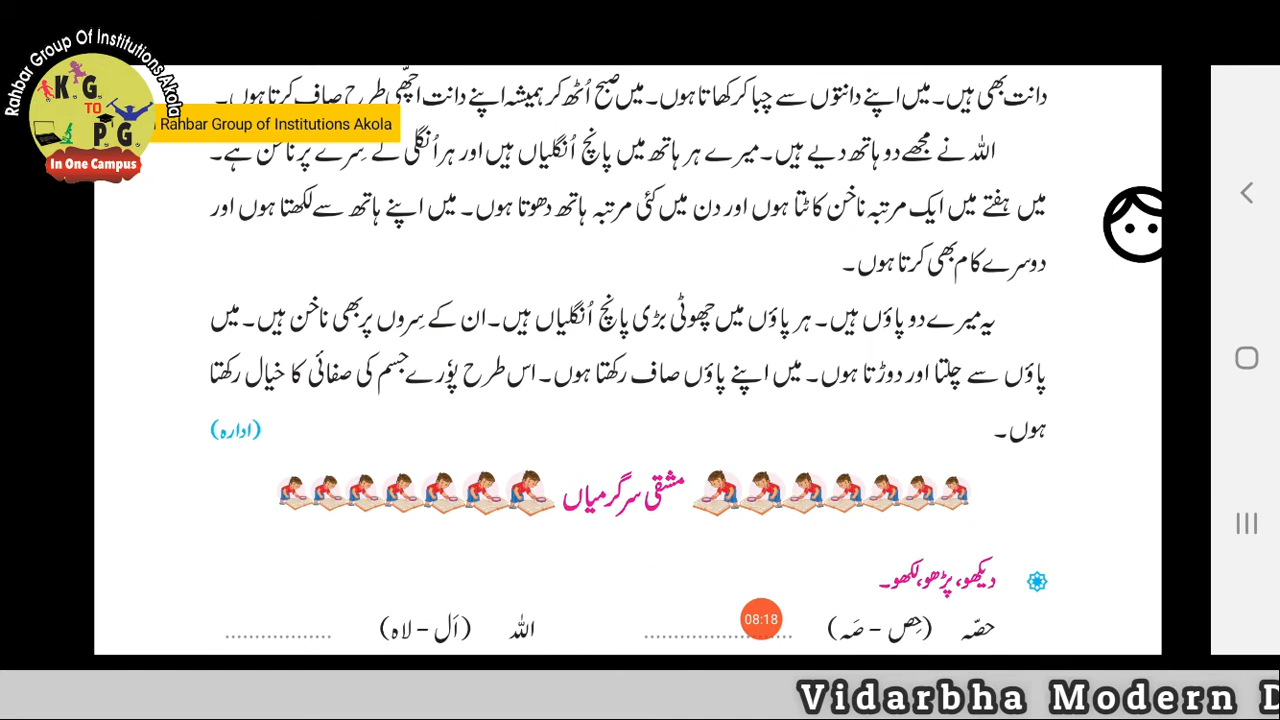 Rahbar Group Of Institutions Akola
K.G.
TO
P.G.
In One Campus
Rahbar Group of Institutions Akola
دانت بھی ہیں۔ میں اپنے دانتوں سے چبا کر کھاتا ہوں۔ میں صبح اُٹھ کر ہمیشہ اپنے دانت اچّھی طرح صاف کرتا ہوں۔
اللہ نے مجھے دو ہاتھ دیے ہیں۔ میرے ہر ہاتھ میں پانچ اُنگلیاں ہیں اور ہر اُنگلی کے سِرے پر ناخن ہے۔
میں ہفتے میں ایک مرتبہ ناخن کاٹتا ہوں اور دن میں کئی مرتبہ ہاتھ دھوتا ہوں۔ میں اپنے ہاتھ سے لکھتا ہوں اور
دوسرے کام بھی کرتا ہوں۔
یہ میرے دو پاؤں ہیں۔ ہر پاؤں میں چھوٹی بڑی پانچ اُنگلیاں ہیں۔ ان کے سِروں پر بھی ناخن ہیں۔ میں
پاؤں سے چلتا اور دوڑتا ہوں۔ میں اپنے پاؤں صاف رکھتا ہوں۔ اس طرح پوٗرے جسم کی صفائی کا خیال رکھتا
ہوں۔ (ادارہ)
مشقی سرگرمیاں
دیکھو، پڑھو، لکھو۔
حصّہ (حِص - صَہ) .................... اللہ (اَل - لاہ) ..................
08:18
Vidarbha Modern D